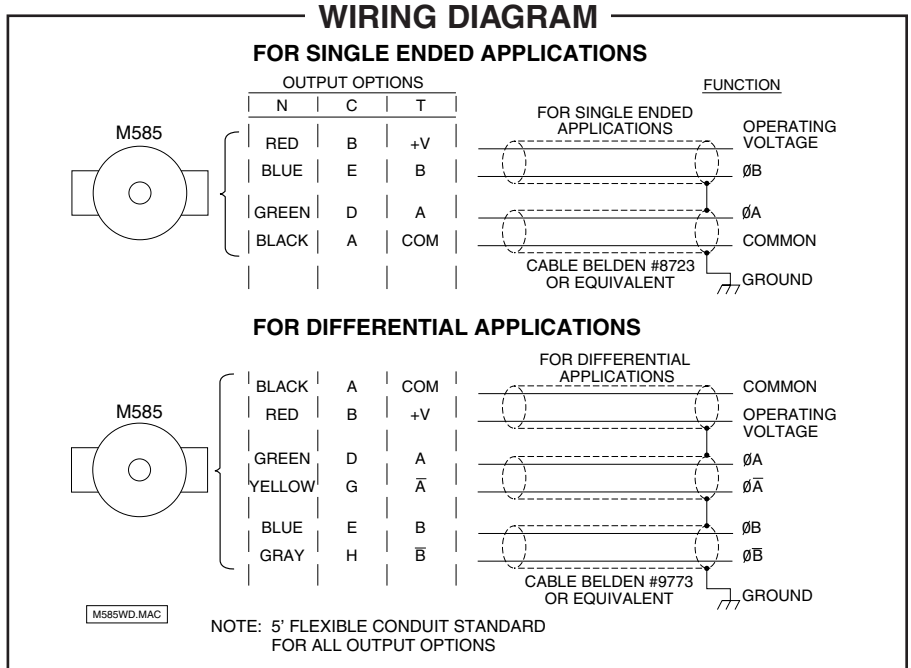 WIRING DIAGRAM
FOR SINGLE ENDED APPLICATIONS
OUTPUT OPTIONS
FUNCTION
N C T
M585
FOR SINGLE ENDED
APPLICATIONS
RED B +V
OPERATING
VOLTAGE
BLUE E B ØB
GREEN D A ØA
BLACK A COM COMMON
CABLE BELDEN #8723
OR EQUIVALENT
GROUND
FOR DIFFERENTIAL APPLICATIONS
M585
FOR DIFFERENTIAL
APPLICATIONS
BLACK A COM COMMON
RED B +V
OPERATING
VOLTAGE
GREEN D A ØA
YELLOW G A̅ ØA̅
BLUE E B ØB
GRAY H B̅ ØB̅
CABLE BELDEN #9773
OR EQUIVALENT
GROUND
M585WD.MAC
NOTE: 5' FLEXIBLE CONDUIT STANDARD
FOR ALL OUTPUT OPTIONS